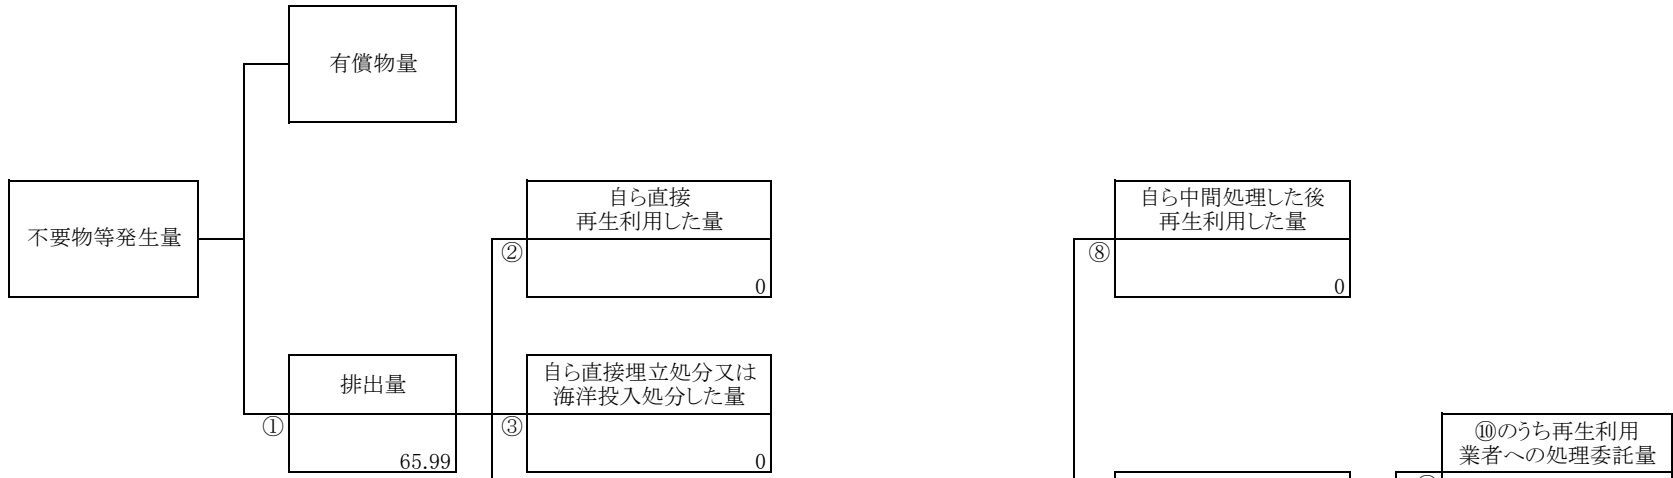 有償物量
不要物等発生量
自ら直接
再生利用した量
②
0
自ら中間処理した後
再生利用した量
⑧
0
排出量
①
65.99
自ら直接埋立処分又は
海洋投入処分した量
③
0
⑩のうち再生利用
業者への処理委託量